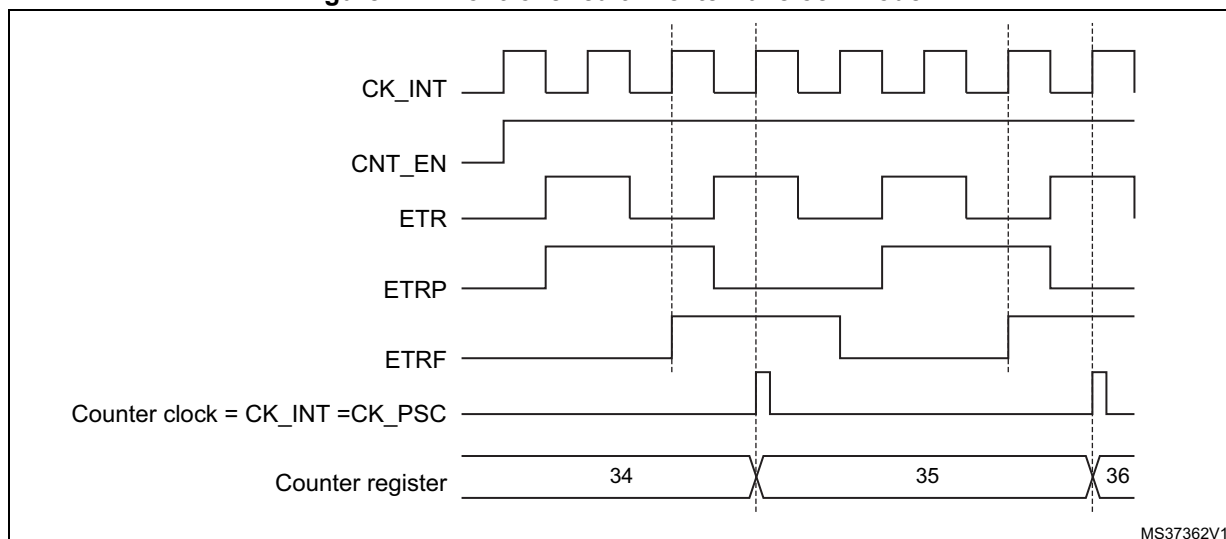 CK_INT
CNT_EN
ETR
ETRP
ETRF
Counter clock = CK_INT =CK_PSC
Counter register
34
35
36
MS37362V1